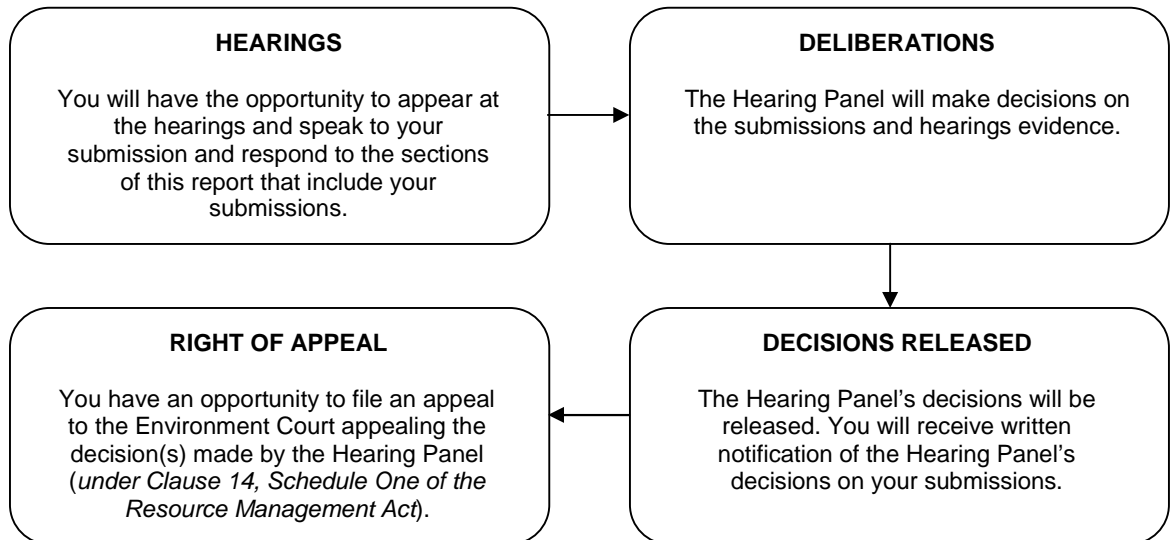 HEARINGS
You will have the opportunity to appear at
the hearings and speak to your
submission and respond to the sections
of this report that include your
submissions.
DELIBERATIONS
The Hearing Panel will make decisions on
the submissions and hearings evidence.
DECISIONS RELEASED
The Hearing Panel’s decisions will be
released. You will receive written
notification of the Hearing Panel’s
decisions on your submissions.
RIGHT OF APPEAL
You have an opportunity to file an appeal
to the Environment Court appealing the
decision(s) made by the Hearing Panel
(under Clause 14, Schedule One of the
Resource Management Act).